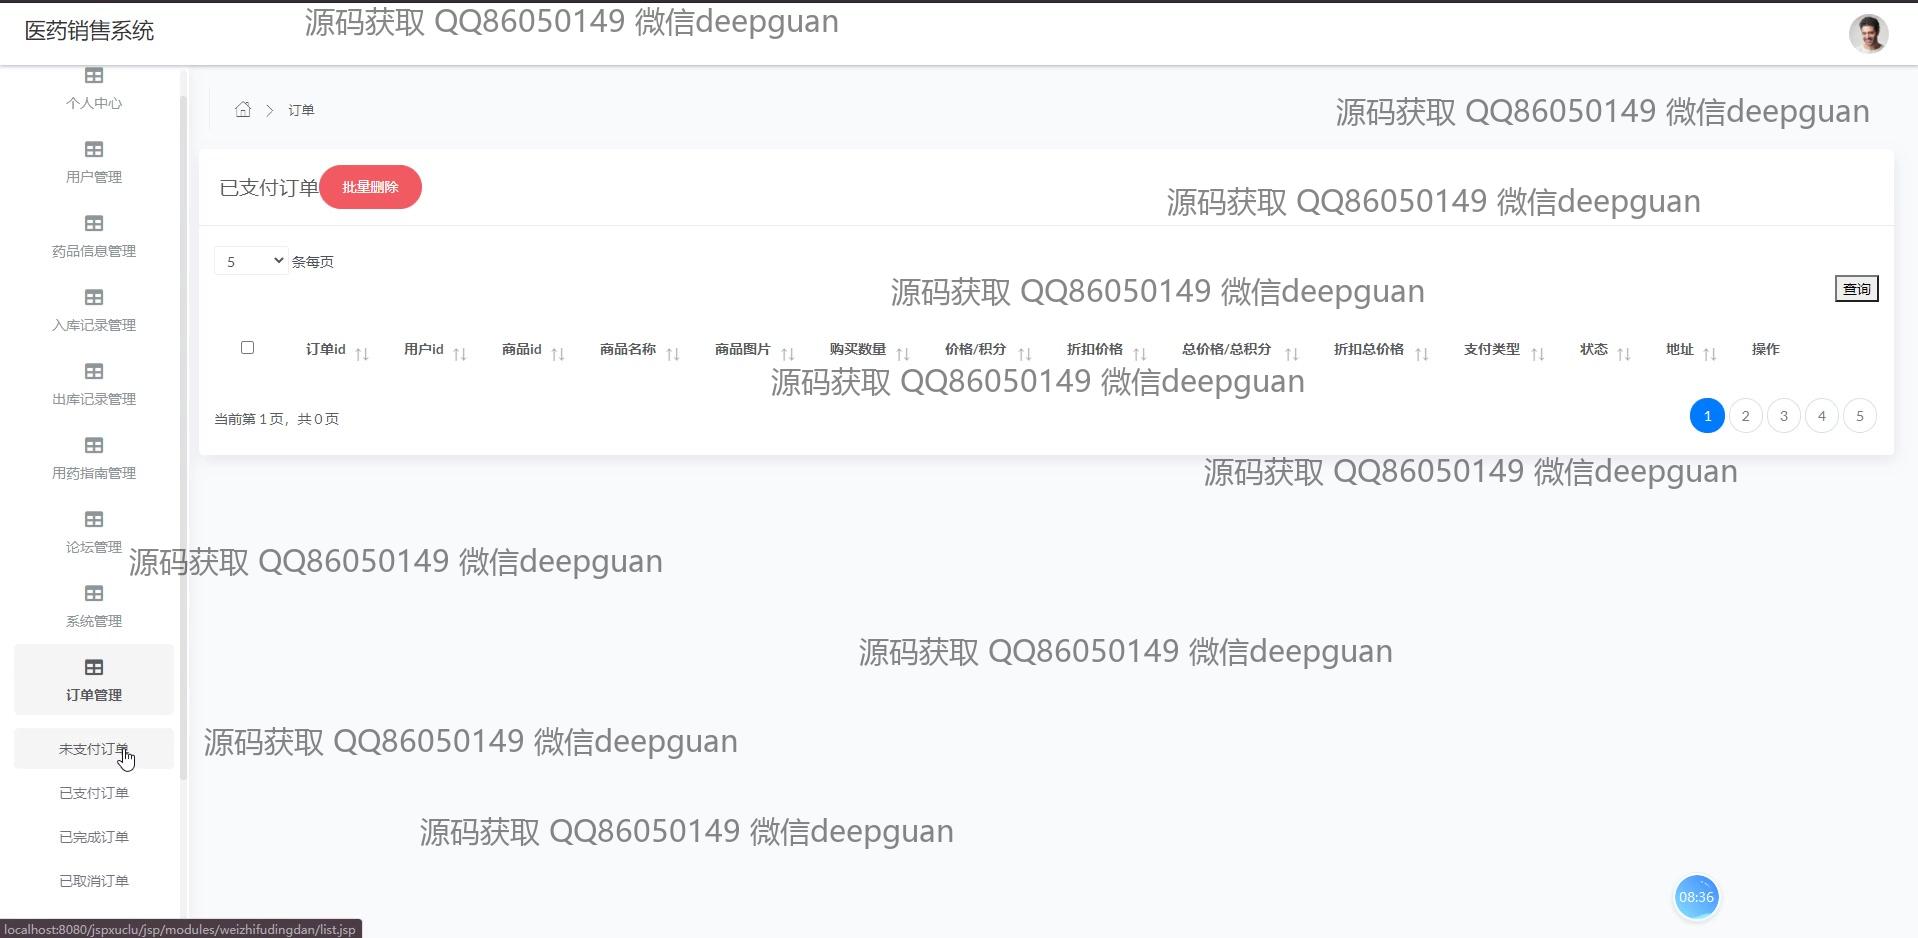 医药销售系统
源码获取 QQ86050149 微信deepguan
个人中心
订单
源码获取 QQ86050149 微信deepguan
用户管理
已支付订单 批量删除
源码获取 QQ86050149 微信deepguan
药品信息管理
5 条每页
源码获取 QQ86050149 微信deepguan
查询
入库记录管理
订单id 用户id 商品id 商品名称 商品图片 购买数量 价格/积分 折扣价格 总价格/总积分 折扣总价格 支付类型 状态 地址 操作
源码获取 QQ86050149 微信deepguan
出库记录管理
当前第 1 页，共 0 页
1 2 3 4 5
用药指南管理
源码获取 QQ86050149 微信deepguan
论坛管理
源码获取 QQ86050149 微信deepguan
系统管理
源码获取 QQ86050149 微信deepguan
订单管理
未支付订单
源码获取 QQ86050149 微信deepguan
已支付订单
已完成订单
源码获取 QQ86050149 微信deepguan
已取消订单
08:36
localhost:8080/jspxuclu/jsp/modules/weizhifudingdan/list.jsp